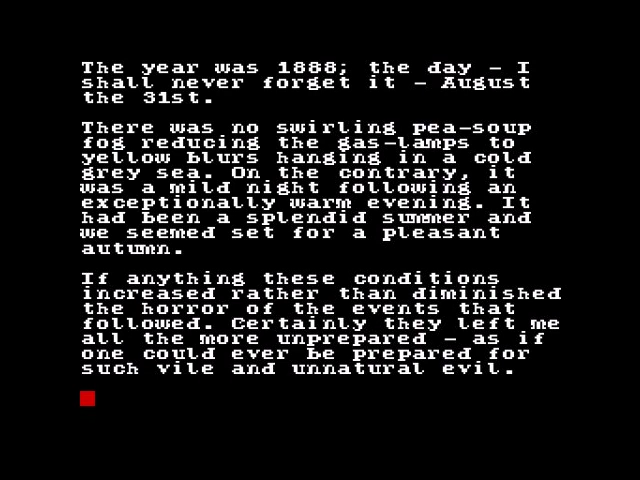 The year was 1888; the day - I
shall never forget it - August
the 31st.
There was no swirling pea-soup
fog reducing the gas-lamps to
yellow blurs hanging in a cold
grey sea. On the contrary, it
was a mild night following an
exceptionally warm evening. It
had been a splendid summer and
we seemed set for a pleasant
autumn.
If anything these conditions
increased rather than diminished
the horror of the events that
followed. Certainly they left me
all the more unprepared - as if
one could ever be prepared for
such vile and unnatural evil.